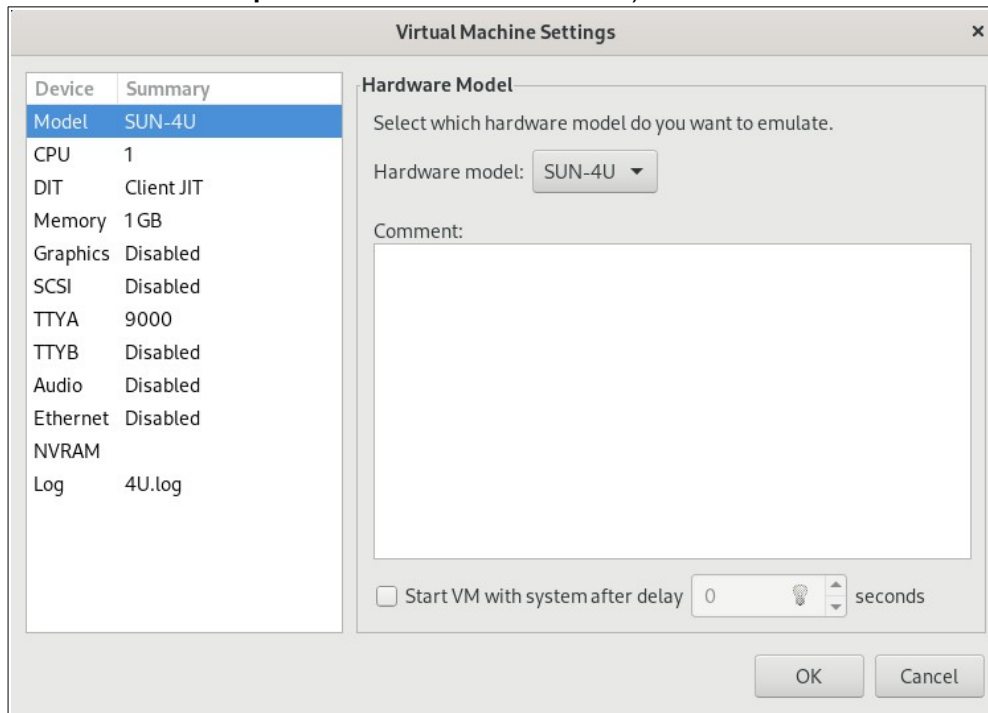 Virtual Machine Settings ×
Device Summary
Model SUN-4U
CPU 1
DIT Client JIT
Memory 1 GB
Graphics Disabled
SCSI Disabled
TTYA 9000
TTYB Disabled
Audio Disabled
Ethernet Disabled
NVRAM
Log 4U.log
Hardware Model
Select which hardware model do you want to emulate.
Hardware model: SUN-4U
Comment:
Start VM with system after delay 0 seconds
OK Cancel